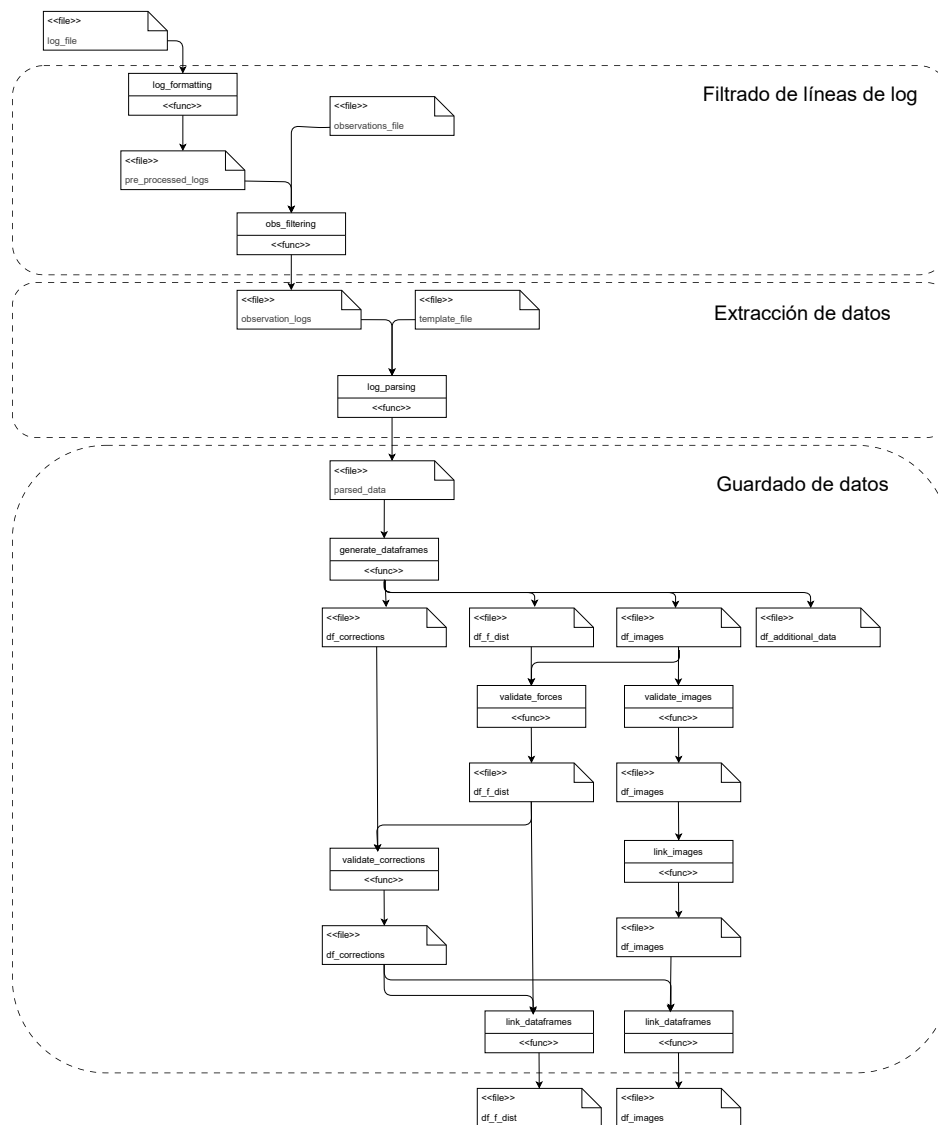 <<file>>
log_file
Filtrado de líneas de log
log_formatting
<<func>>
<<file>>
observations_file
<<file>>
pre_processed_logs
obs_filtering
<<func>>
Extracción de datos
<<file>>
observation_logs
<<file>>
template_file
log_parsing
<<func>>
Guardado de datos
<<file>>
parsed_data
generate_dataframes
<<func>>
<<file>>
df_corrections
<<file>>
df_f_dist
<<file>>
df_images
<<file>>
df_additional_data
validate_forces
<<func>>
validate_images
<<func>>
<<file>>
df_f_dist
<<file>>
df_images
validate_corrections
<<func>>
link_images
<<func>>
<<file>>
df_corrections
<<file>>
df_images
link_dataframes
<<func>>
link_dataframes
<<func>>
<<file>>
df_f_dist
<<file>>
df_images